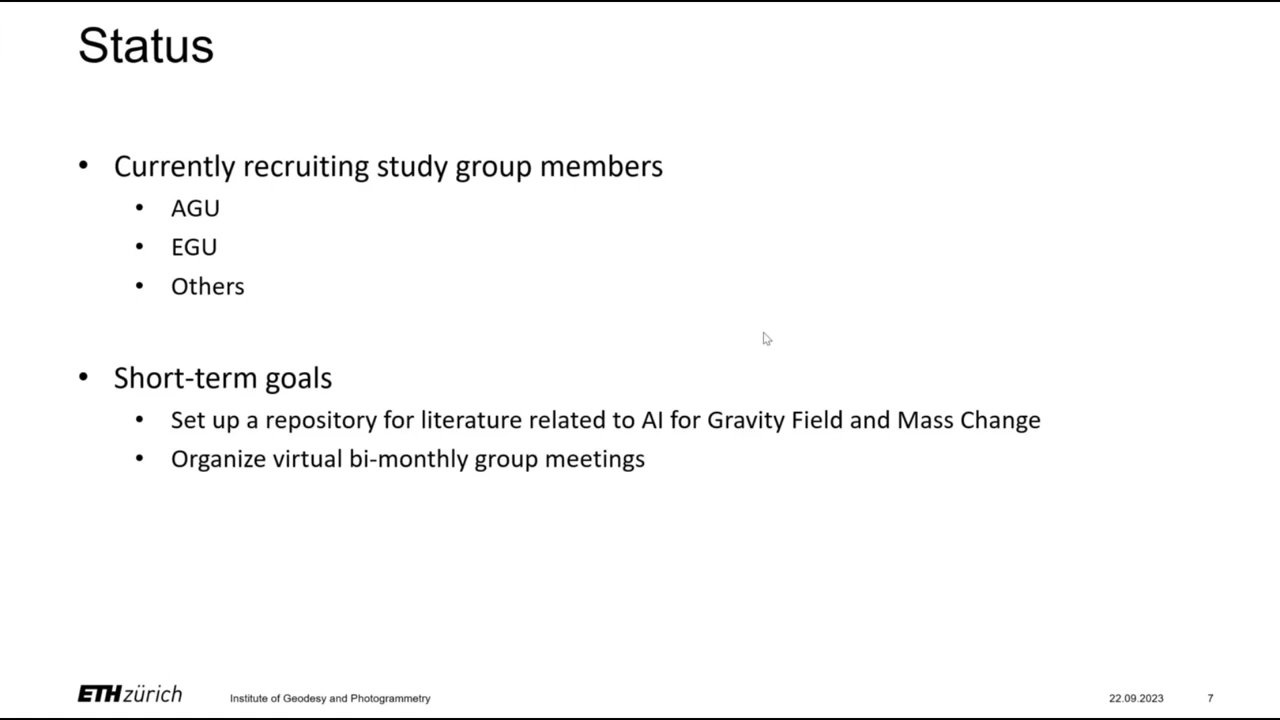 Status
• Currently recruiting study group members
• AGU
• EGU
• Others
• Short-term goals
• Set up a repository for literature related to AI for Gravity Field and Mass Change
• Organize virtual bi-monthly group meetings
ETH zürich Institute of Geodesy and Photogrammetry 22.09.2023 7